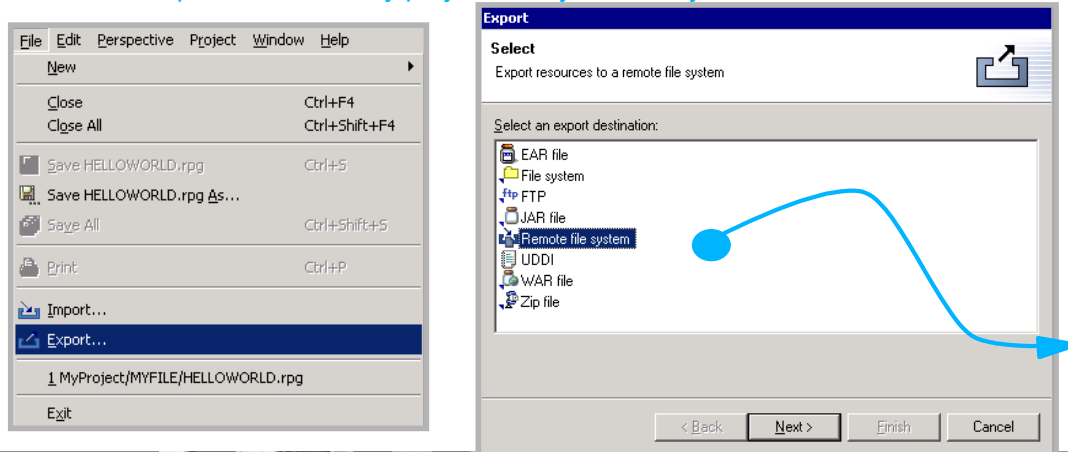 File Edit Perspective Project Window Help
New
Close Ctrl+F4
Close All Ctrl+Shift+F4
Save HELLOWORLD.rpg Ctrl+S
Save HELLOWORLD.rpg As...
Save All Ctrl+Shift+S
Print Ctrl+P
Import...
Export...
1 MyProject/MYFILE/HELLOWORLD.rpg
Exit
Export
Select
Export resources to a remote file system
Select an export destination:
EAR file
File system
ftp FTP
JAR file
Remote file system
UDDI
WAR file
Zip file
< Back Next > Finish Cancel